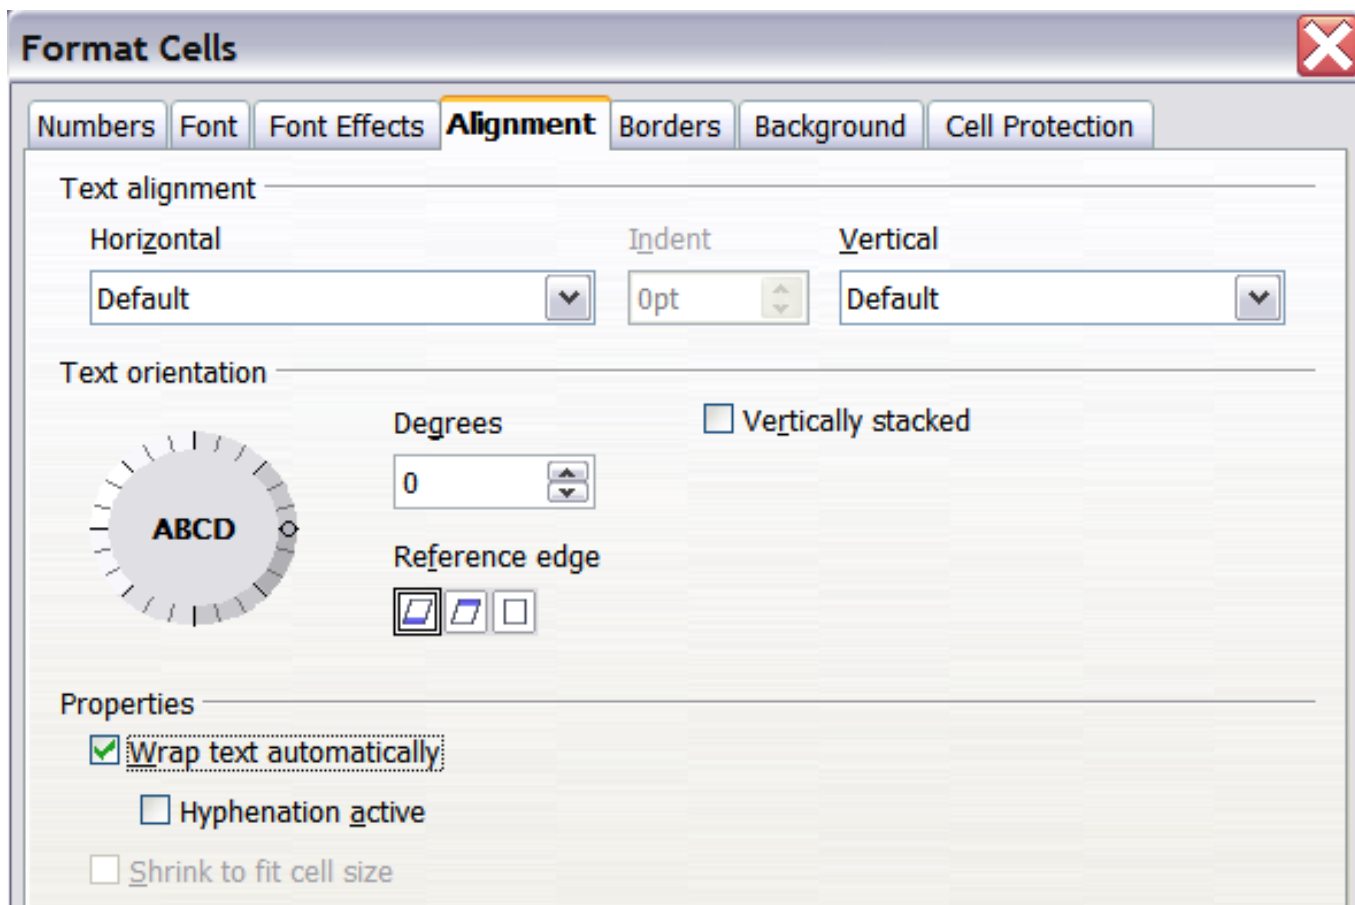 Format Cells
Numbers Font Font Effects Alignment Borders Background Cell Protection
Text alignment
Horizontal Indent Vertical
Default 0pt Default
Text orientation
Degrees Vertically stacked
0
ABCD
Reference edge
Properties
Wrap text automatically
Hyphenation active
Shrink to fit cell size